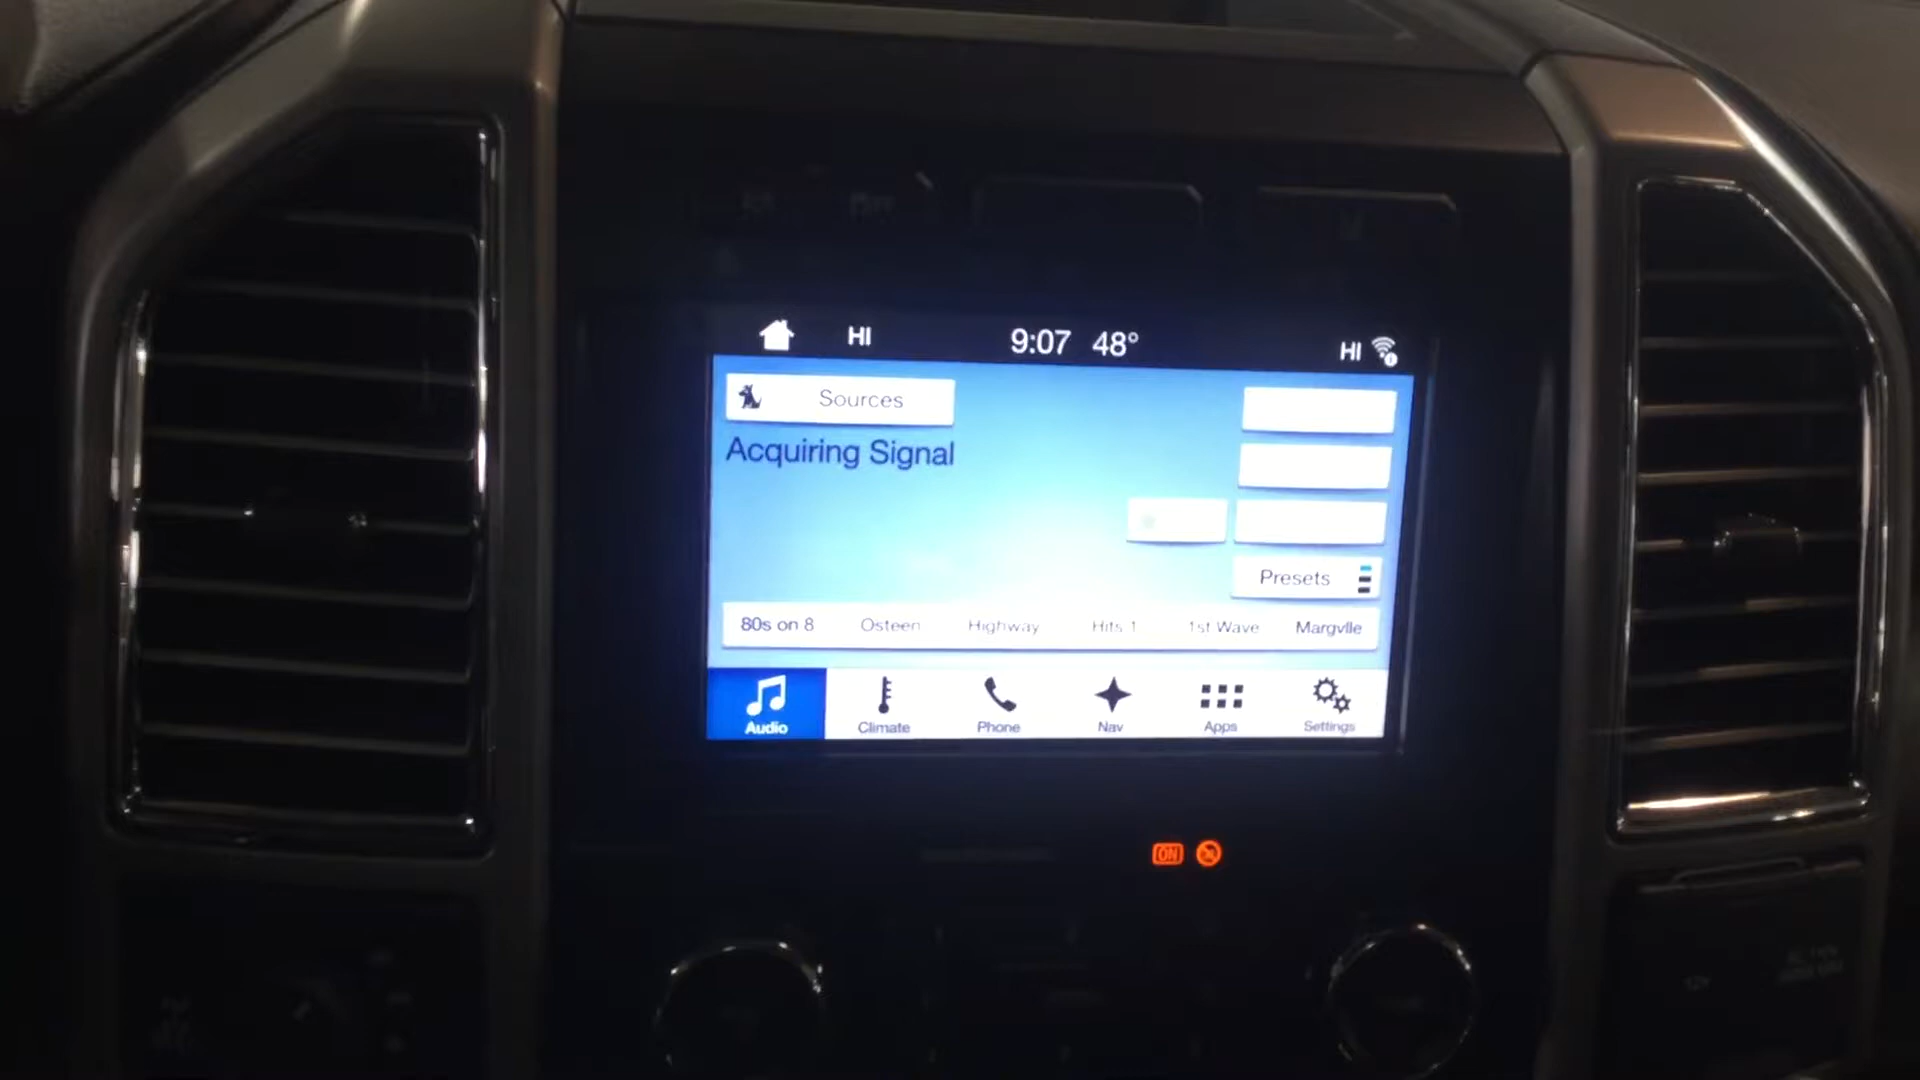 HI 9:07 48° HI
Sources
Acquiring Signal
Presets
80s on 8 Osteen Highway Hits 1 1st Wave Margvlle
Audio Climate Phone Nav Apps Settings
ON